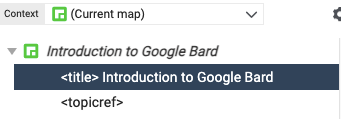 Context (Current map)
Introduction to Google Bard
<title> Introduction to Google Bard
<topicref>